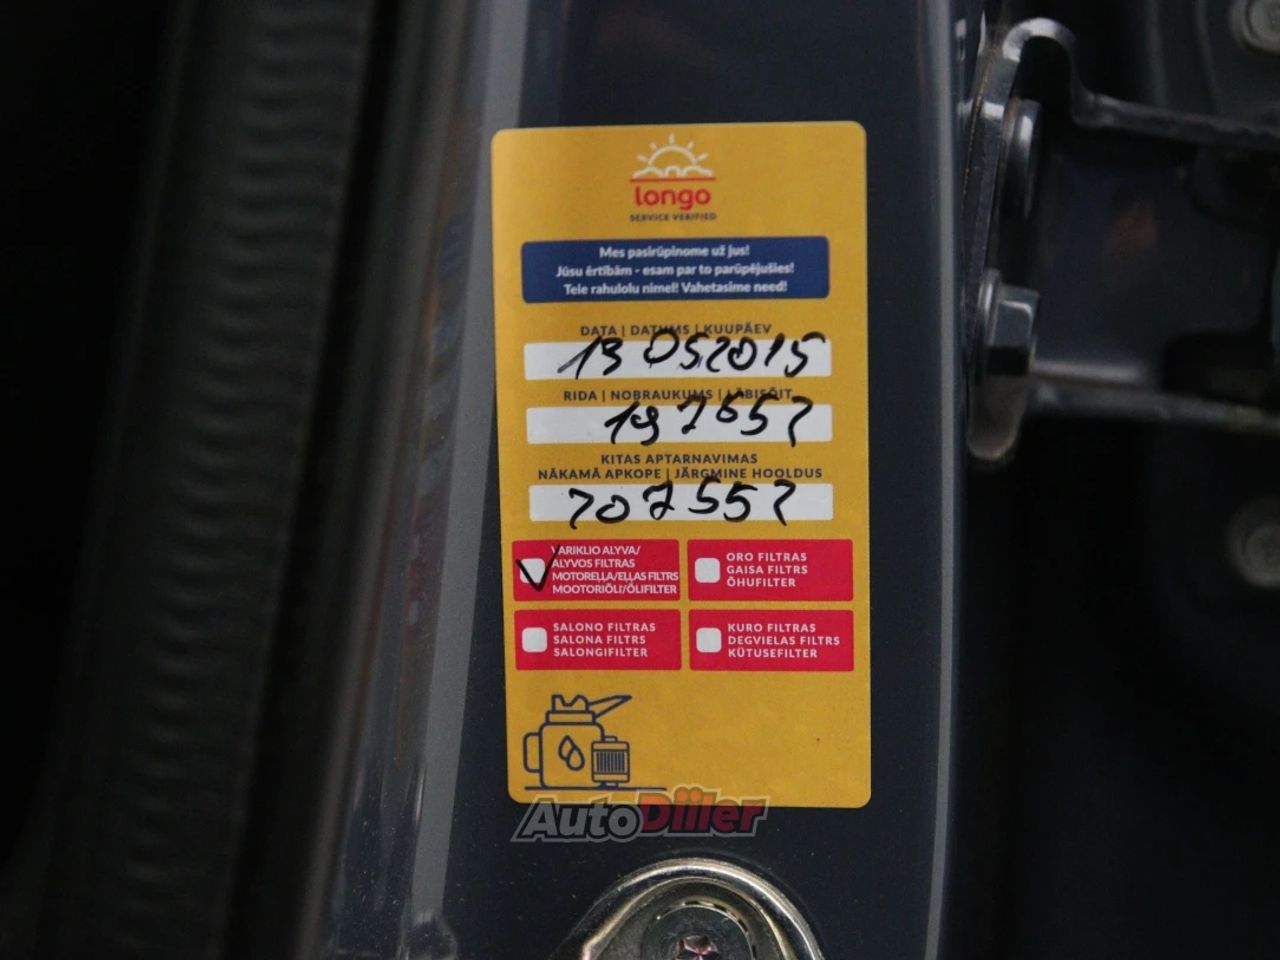 longo
SERVICE VERIFIED
Mes pasirūpinome už jus!
Jūsu ērtībām - esam par to parūpējušies!
Teie rahulolu nimel! Vahetasime need!
DATA | DATUMS | KUUPÄEV
13 05.2015
RIDA | NOBRAUKUMS | LÄBISÕIT
197652
KITAS APTARNAVIMAS
NĀKAMĀ APKOPE | JÄRGMINE HOOLDUS
207552
VARIKLIO ALYVA/
ALYVOS FILTRAS
MOTOREĻĻA/EĻĻAS FILTRS
MOOTORIÕLI/ÕLIFILTER
ORO FILTRAS
GAISA FILTRS
ÕHUFILTER
SALONO FILTRAS
SALONA FILTRS
SALONGIFILTER
KURO FILTRAS
DEGVIELAS FILTRS
KÜTUSEFILTER
AutoDiiler